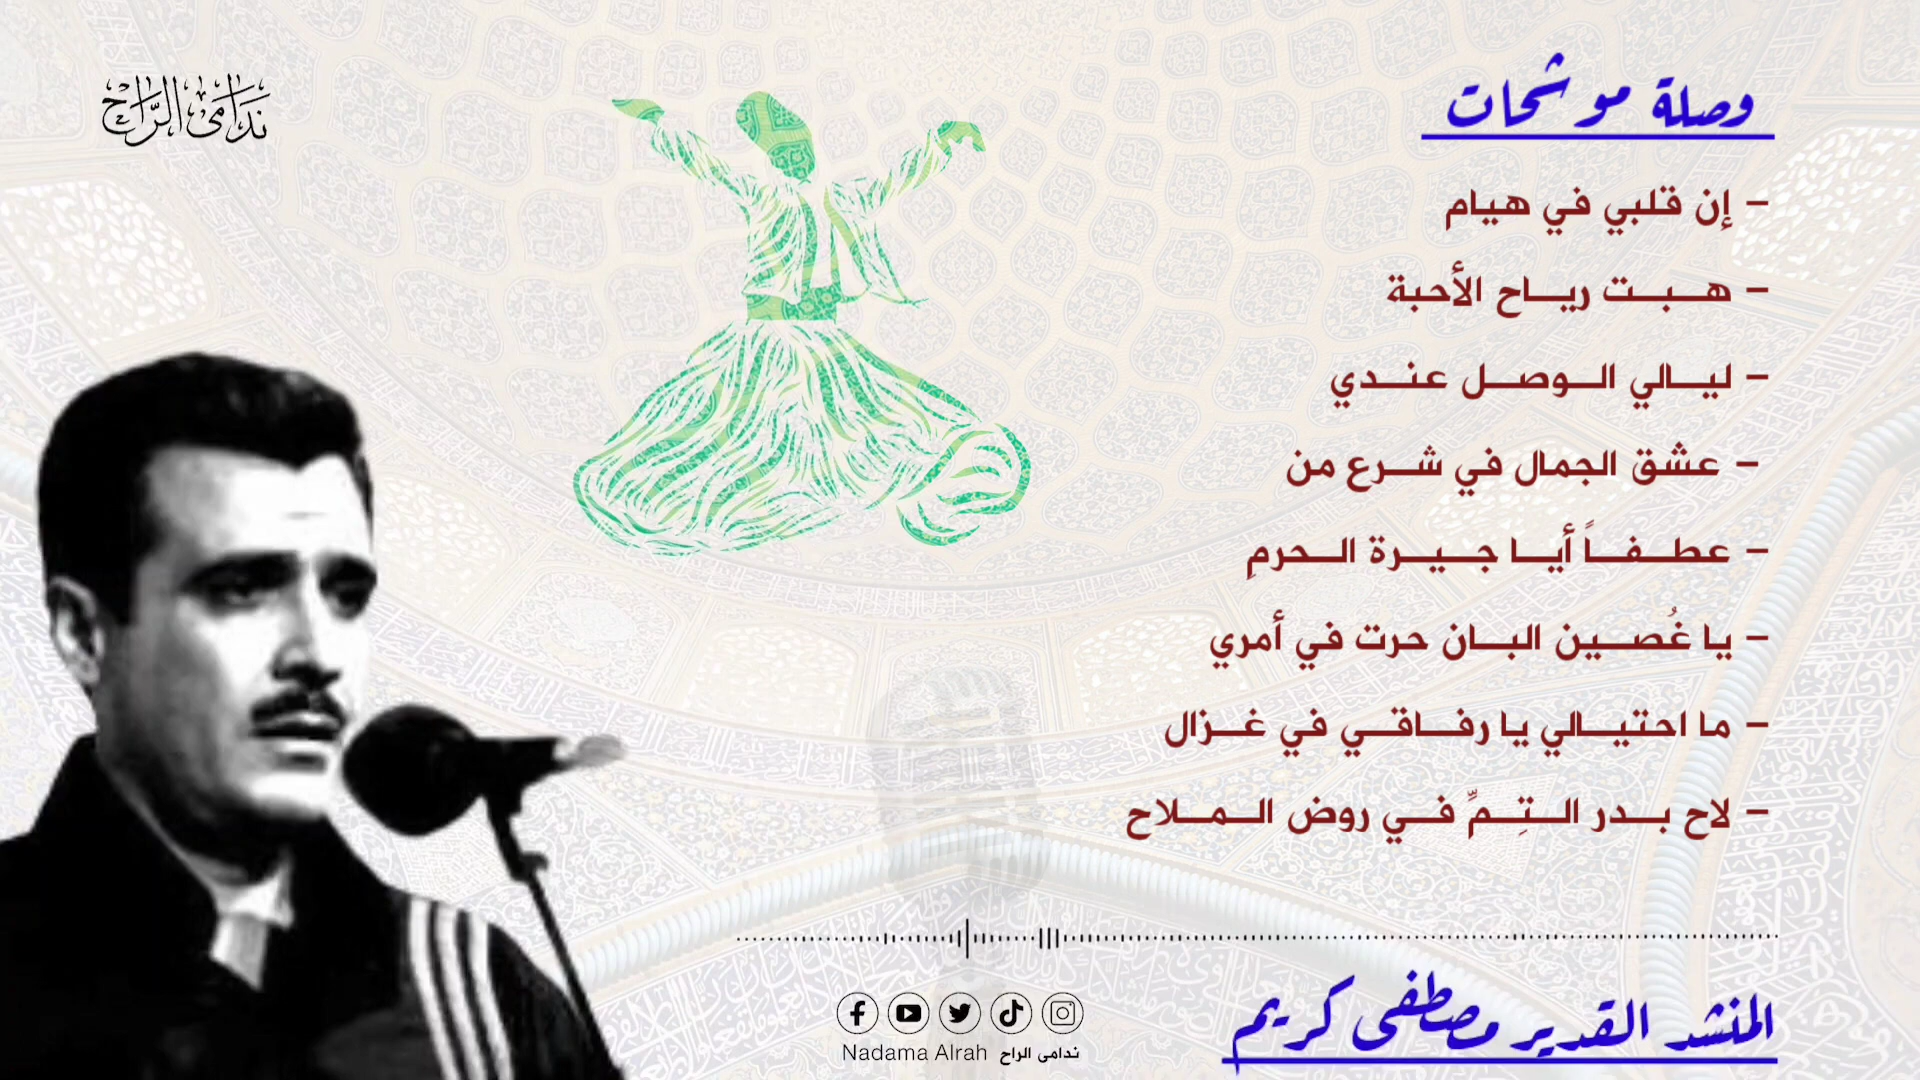 ندامى الراح
وصلة موشحات
– إن قلبي في هيام
– هـبـت ريـاح الأحبة
– ليـالي الـوصـل عنـدي
– عشق الجمال في شـرع من
– عطـفـاً أيـا جـيـرة الـحرمِ
– يا غُصـين البـان حرت في أمري
– ما احتيـالي يا رفـاقـي في غـزال
– لاح بـدر الـتِـمِّ فـي روض الـمـلاح
المنشد القدير مصطفى كريم
Nadama Alrah ندامى الراح